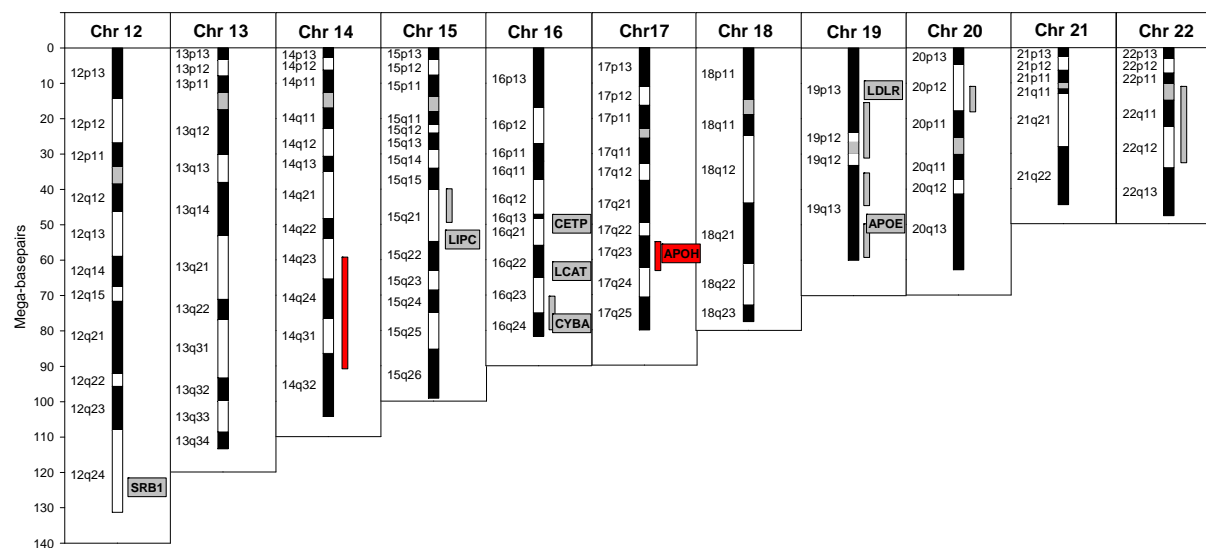 Chr 12
Chr 13
Chr 14
Chr 15
Chr 16
Chr17
Chr 18
Chr 19
Chr 20
Chr 21
Chr 22
Mega-basepairs
0
10
20
30
40
50
60
70
80
90
100
110
120
130
140
12p13
12p12
12p11
12q12
12q13
12q14
12q15
12q21
12q22
12q23
12q24
SRB1
13p13
13p12
13p11
13q12
13q13
13q14
13q21
13q22
13q31
13q32
13q33
13q34
14p13
14p12
14p11
14q11
14q12
14q13
14q21
14q22
14q23
14q24
14q31
14q32
15p13
15p12
15p11
15q11
15q12
15q13
15q14
15q15
15q21
15q22
15q23
15q24
15q25
15q26
LIPC
16p13
16p12
16p11
16q11
16q12
16q13
16q21
16q22
16q23
16q24
CETP
LCAT
CYBA
17p13
17p12
17p11
17q11
17q12
17q21
17q22
17q23
17q24
17q25
APOH
18p11
18q11
18q12
18q21
18q22
18q23
19p13
19p12
19q12
19q13
LDLR
APOE
20p13
20p12
20p11
20q11
20q12
20q13
21p13
21p12
21p11
21q11
21q21
21q22
22p13
22p12
22p11
22q11
22q12
22q13